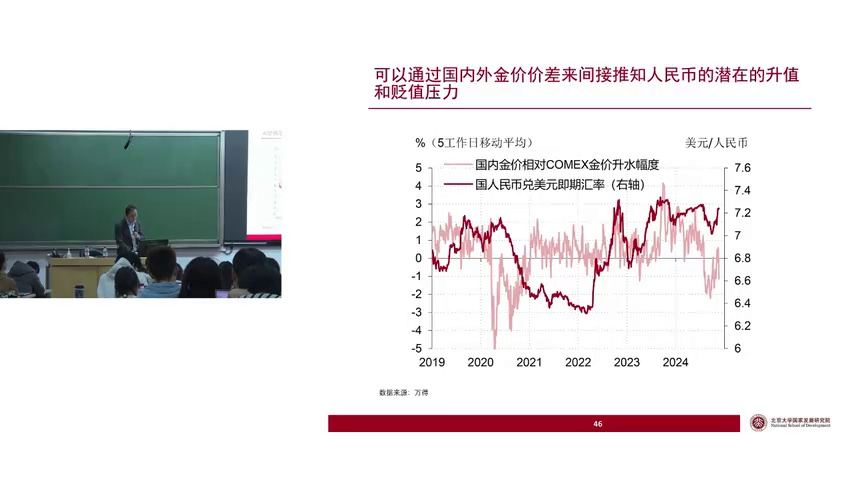 可以通过国内外金价价差来间接推知人民币的潜在的升值
和贬值压力
%（5工作日移动平均）
美元/人民币
国内金价相对COMEX金价升水幅度
国人民币兑美元即期汇率（右轴）
5
4
3
2
1
0
-1
-2
-3
-4
-5
7.6
7.4
7.2
7
6.8
6.6
6.4
6.2
6
2019 2020 2021 2022 2023 2024
数据来源：万得
46
北京大学国家发展研究院
National School of Development